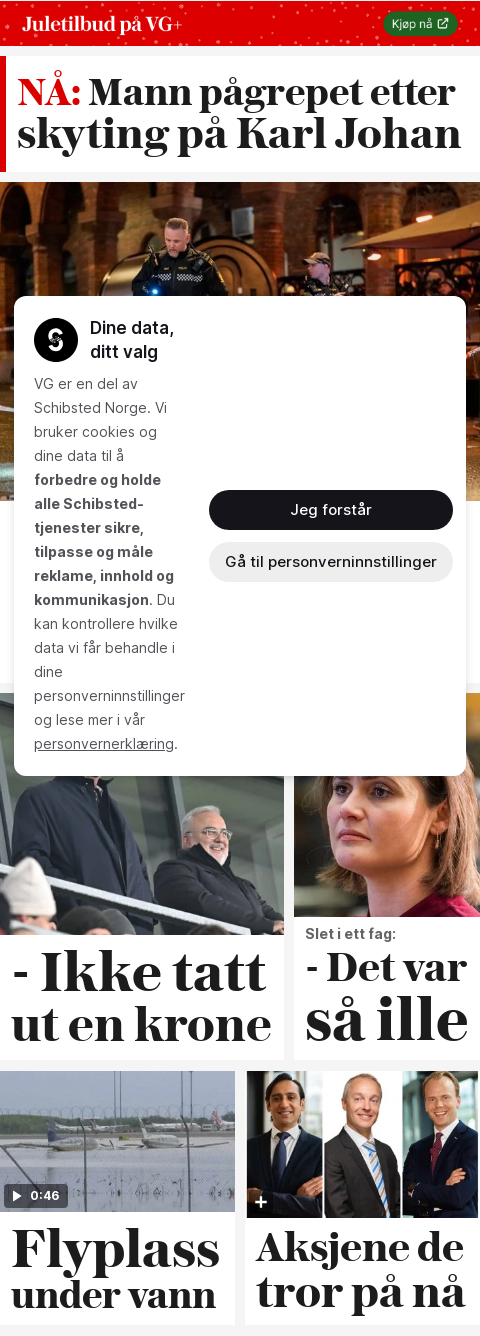 Juletilbud på VG+
Kjøp nå
NÅ: Mann pågrepet etter
skyting på Karl Johan
Dine data,
ditt valg
VG er en del av
Schibsted Norge. Vi
bruker cookies og
dine data til å
forbedre og holde
alle Schibsted-
tjenester sikre,
tilpasse og måle
reklame, innhold og
kommunikasjon. Du
kan kontrollere hvilke
data vi får behandle i
dine
personverninnstillinger
og lese mer i vår
personvernerklæring.
Jeg forstår
Gå til personverninnstillinger
- Ikke tatt
ut en krone
Slet i ett fag:
- Det var
så ille
0:46
Flyplass
under vann
Aksjene de
tror på nå